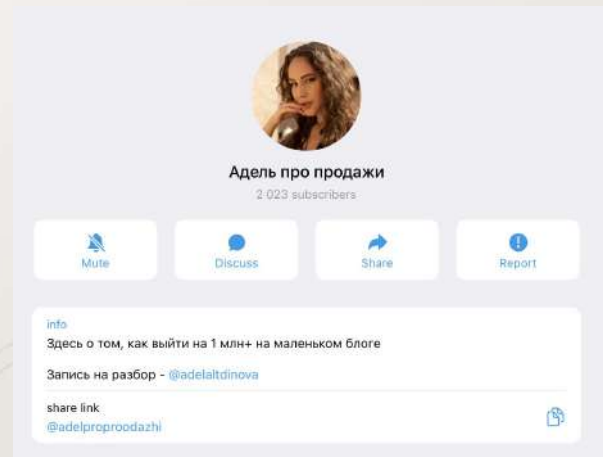 Адель про продажи
2 023 subscribers
Mute
Discuss
Share
Report
info
Здесь о том, как выйти на 1 млн+ на маленьком блоге
Запись на разбор - @adelaltdinova
share link
@adelproproodazhi